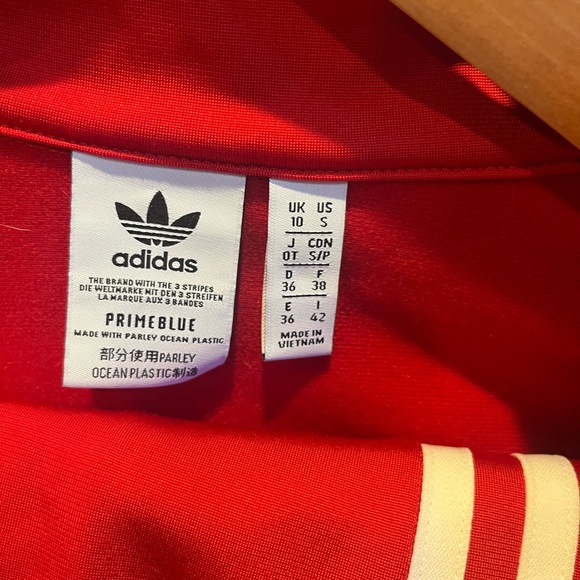 adidas
THE BRAND WITH THE 3 STRIPES
DIE WELTMARKE MIT DEN 3 STREIFEN
LA MARQUE AUX 3 BANDES
PRIMEBLUE
MADE WITH PARLEY OCEAN PLASTIC
部分使用PARLEY
OCEAN PLASTIC制造
UK US
10 S
J CDN
OT S/P
D F
36 38
E I
36 42
MADE IN
VIETNAM